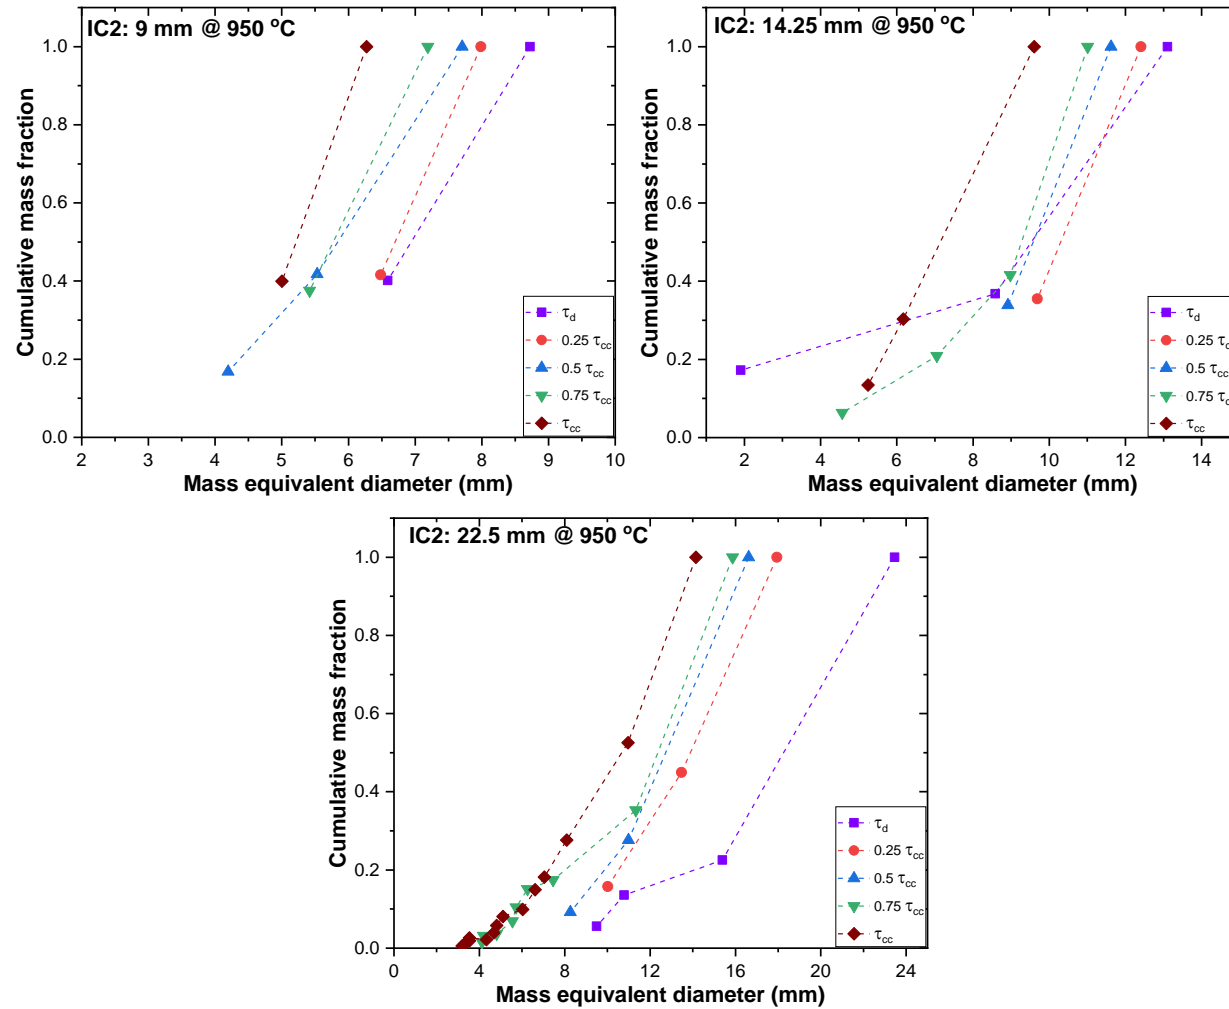 IC2: 9 mm @ 950 °C
Cumulative mass fraction
1.0
0.8
0.6
0.4
0.2
0.0
2 3 4 5 6 7 8 9 10
Mass equivalent diameter (mm)
τd
0.25 τcc
0.5 τcc
0.75 τcc
τcc
IC2: 14.25 mm @ 950 °C
Cumulative mass fraction
1.0
0.8
0.6
0.4
0.2
0.0
2 4 6 8 10 12 14
Mass equivalent diameter (mm)
τd
0.25 τc
0.5 τcc
0.75 τc
τcc
IC2: 22.5 mm @ 950 °C
Cumulative mass fraction
1.0
0.8
0.6
0.4
0.2
0.0
0 4 8 12 16 20 24
Mass equivalent diameter (mm)
τd
0.25 τcc
0.5 τcc
0.75 τcc
τcc